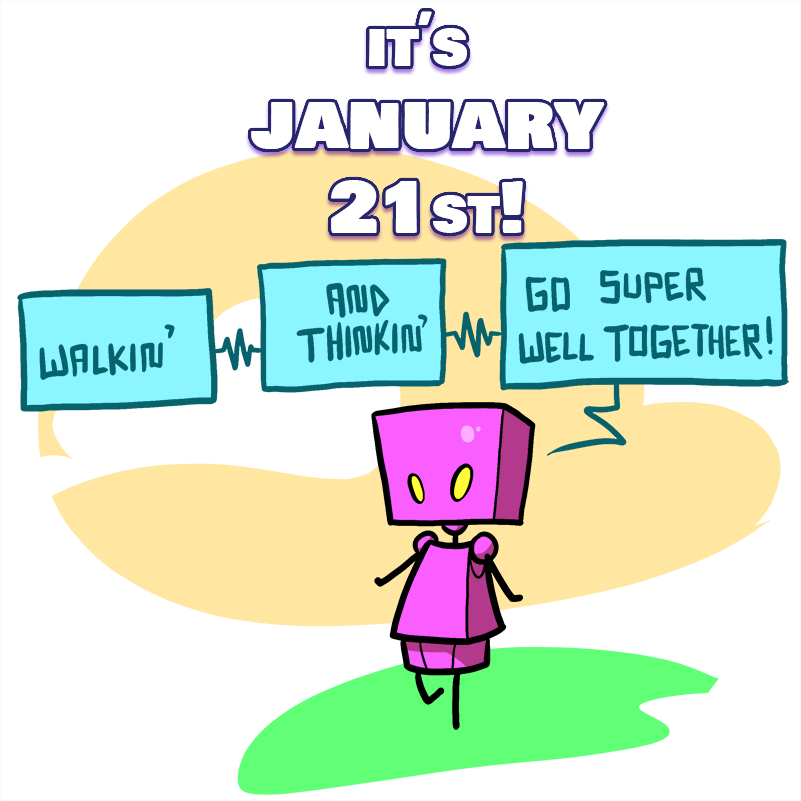 IT'S
JANUARY
21ST!
WALKIN'
AND
THINKIN'
GO SUPER
WELL TOGETHER!